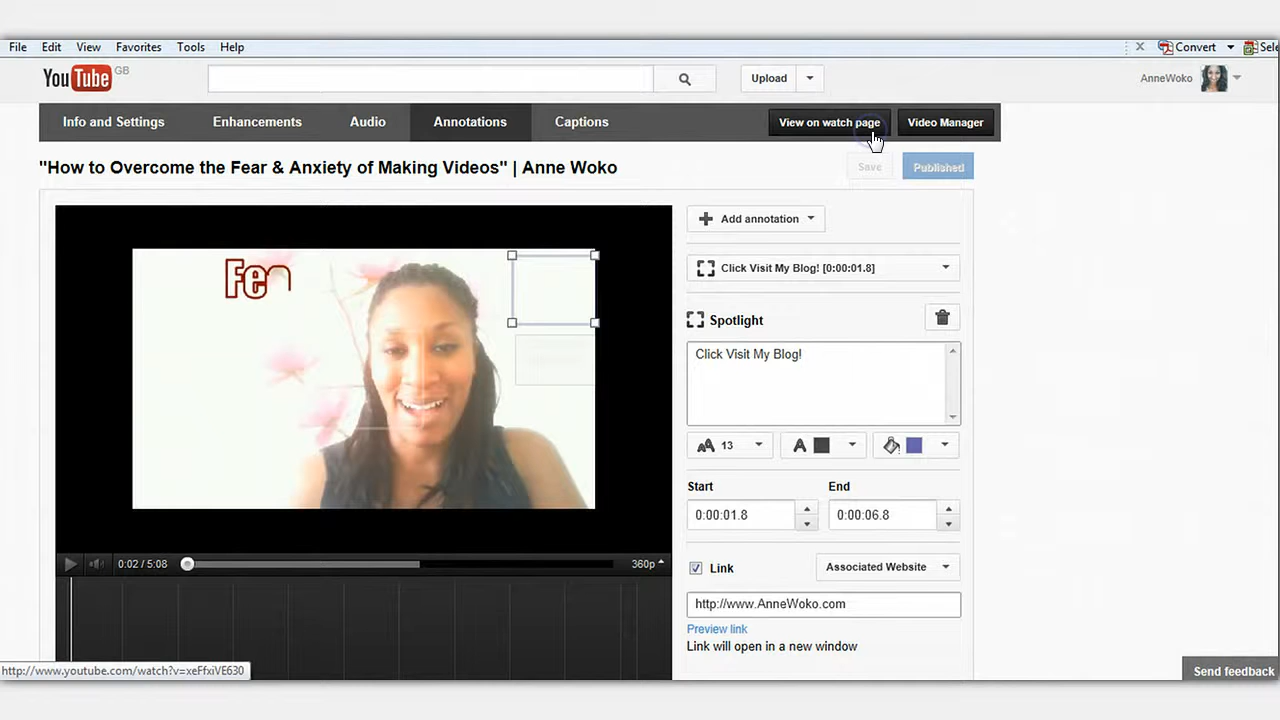 File Edit View Favorites Tools Help
Convert
YouTube GB
Upload
AnneWoko
Info and Settings Enhancements Audio Annotations Captions View on watch page Video Manager
"How to Overcome the Fear & Anxiety of Making Videos" | Anne Woko
Save Published
Add annotation
Click Visit My Blog! [0:00:01.8]
Spotlight
Click Visit My Blog!
13 A
Start End
0:00:01.8 0:00:06.8
0:02 / 5:08 360p
Link Associated Website
http://www.AnneWoko.com
Preview link
Link will open in a new window
http://www.youtube.com/watch?v=xeFfxiVE630
Send feedback